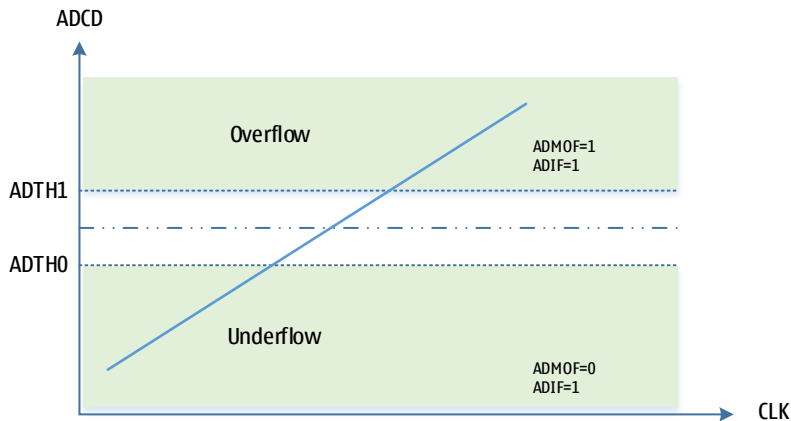 ADCD
Overflow
ADMOF=1
ADIF=1
ADTH1
ADTH0
Underflow
ADMOF=0
ADIF=1
CLK